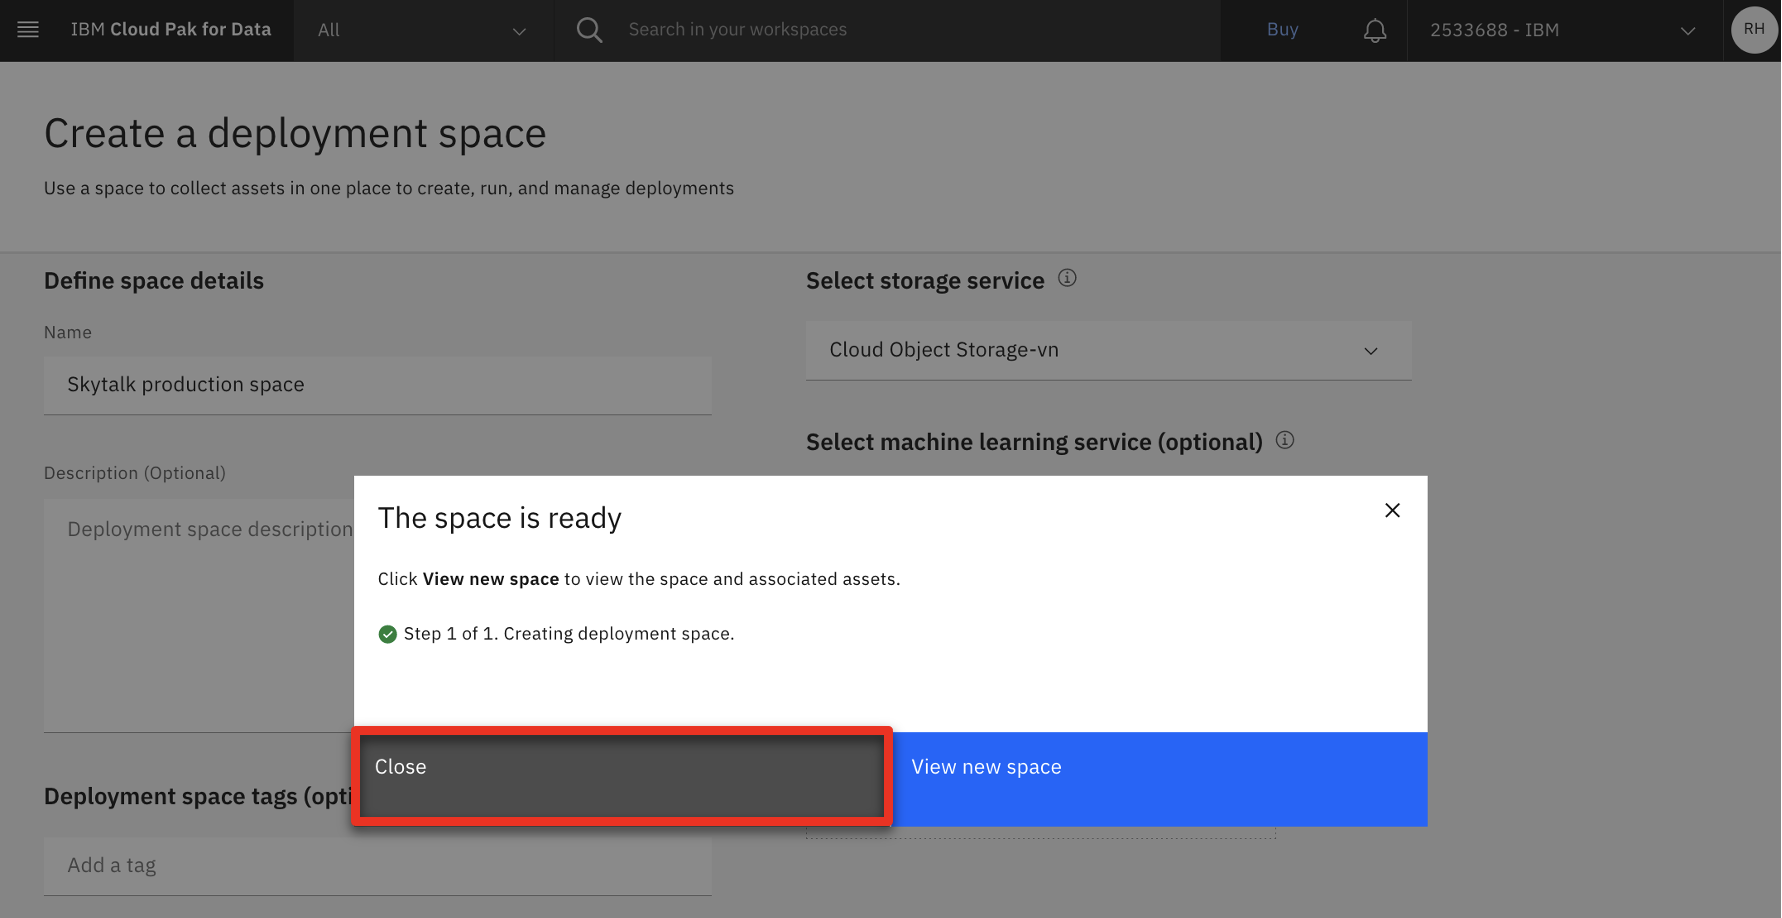 IBM Cloud Pak for Data
All
Search in your workspaces
Buy
2533688 - IBM
RH
Create a deployment space
Use a space to collect assets in one place to create, run, and manage deployments
Define space details
Name
Skytalk production space
Description (Optional)
Deployment space description
Deployment space tags (opti
Add a tag
Select storage service
Cloud Object Storage-vn
Select machine learning service (optional)
The space is ready
Click View new space to view the space and associated assets.
Step 1 of 1. Creating deployment space.
Close
View new space